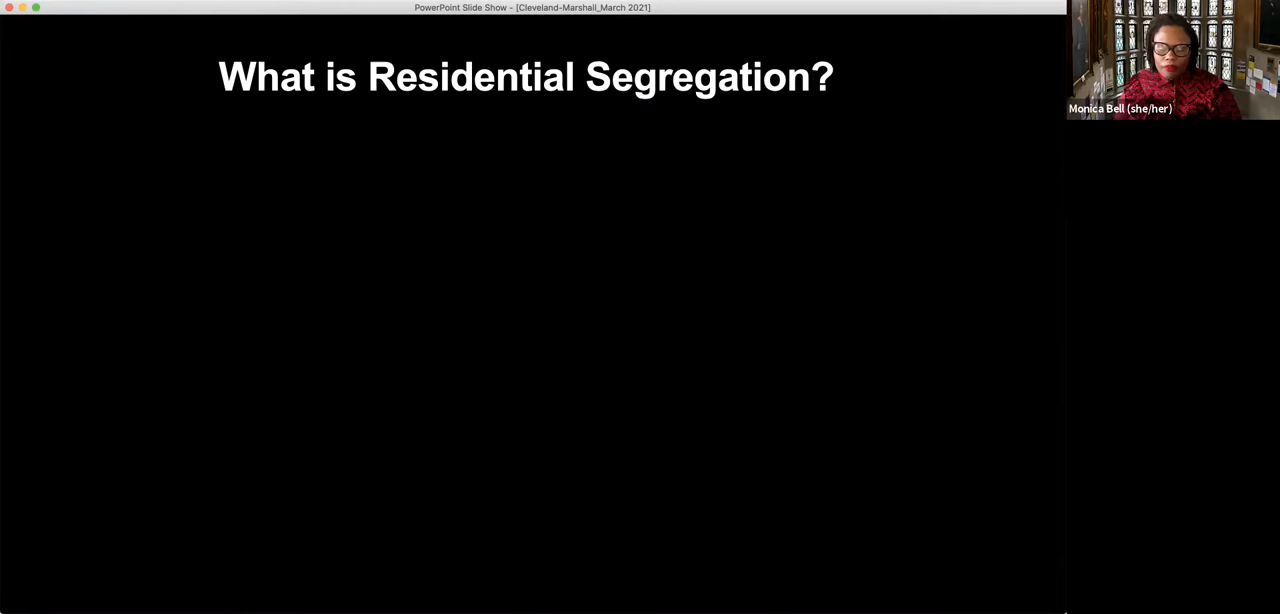 PowerPoint Slide Show - [Cleveland-Marshall_March 2021]
What is Residential Segregation?
Monica Bell (she/her)